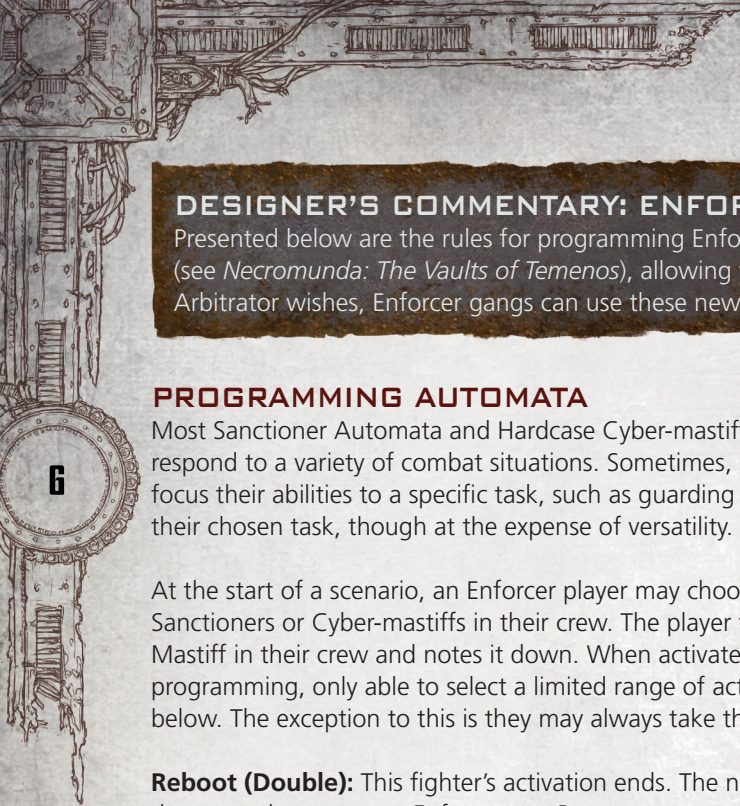 DESIGNER'S COMMENTARY: ENFOR
Presented below are the rules for programming Enfo
(see Necromunda: The Vaults of Temenos), allowing
Arbitrator wishes, Enforcer gangs can use these new
PROGRAMMING AUTOMATA
Most Sanctioner Automata and Hardcase Cyber-mastif
respond to a variety of combat situations. Sometimes,
6
focus their abilities to a specific task, such as guarding
their chosen task, though at the expense of versatility.
At the start of a scenario, an Enforcer player may choo
Sanctioners or Cyber-mastiffs in their crew. The player
Mastiff in their crew and notes it down. When activate
programming, only able to select a limited range of act
below. The exception to this is they may always take th
Reboot (Double): This fighter's activation ends. The n